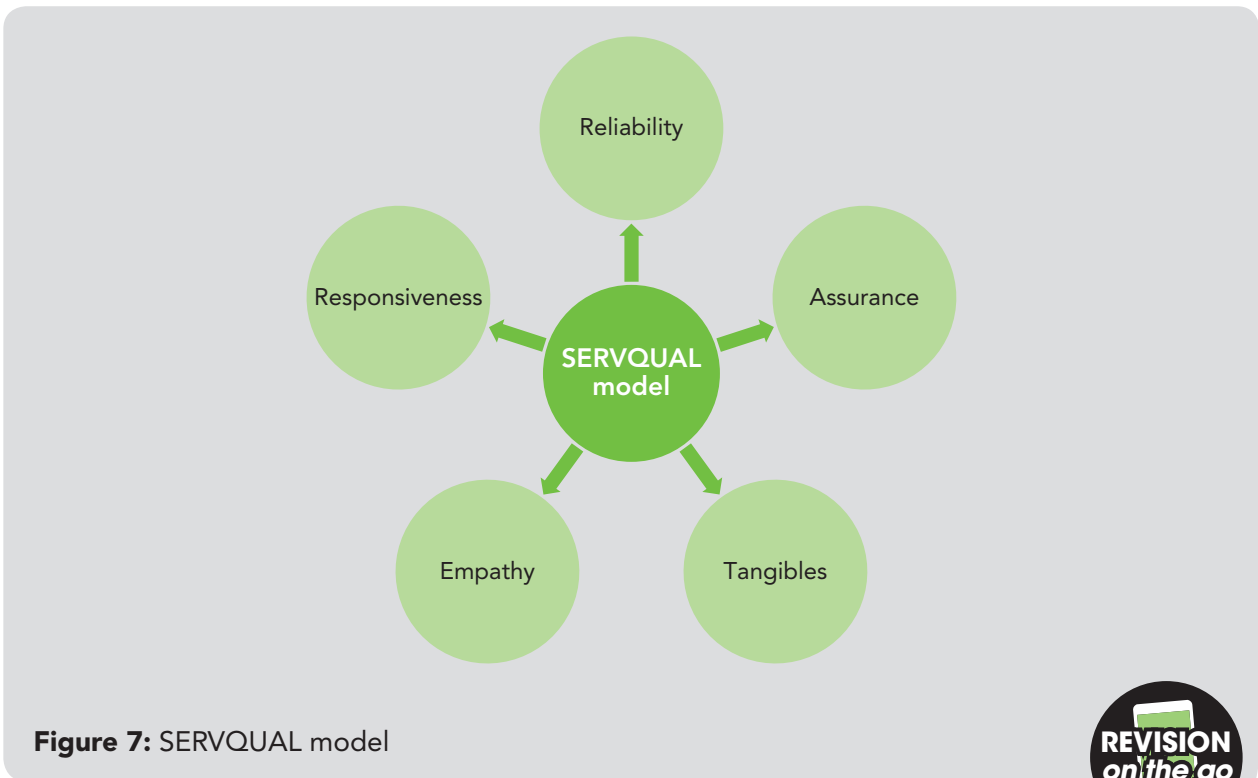 Reliability
Responsiveness
Assurance
SERVQUAL
model
Empathy
Tangibles
Figure 7: SERVQUAL model
REVISION
on the go